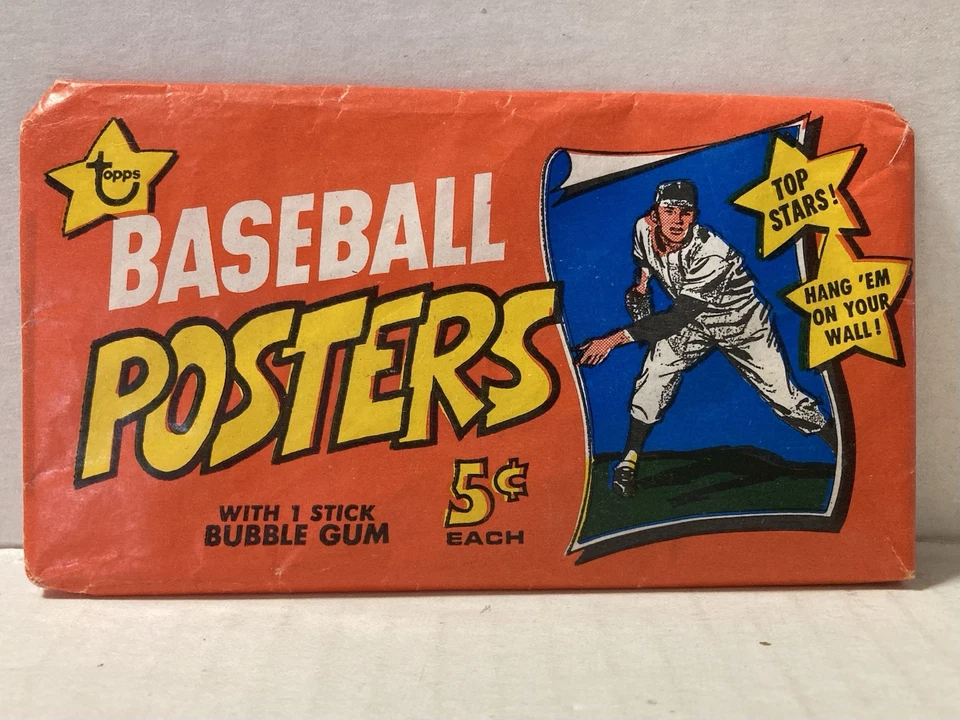 topps
BASEBALL
POSTERS
WITH 1 STICK
BUBBLE GUM
5¢
EACH
TOP
STARS!
HANG 'EM
ON YOUR
WALL!